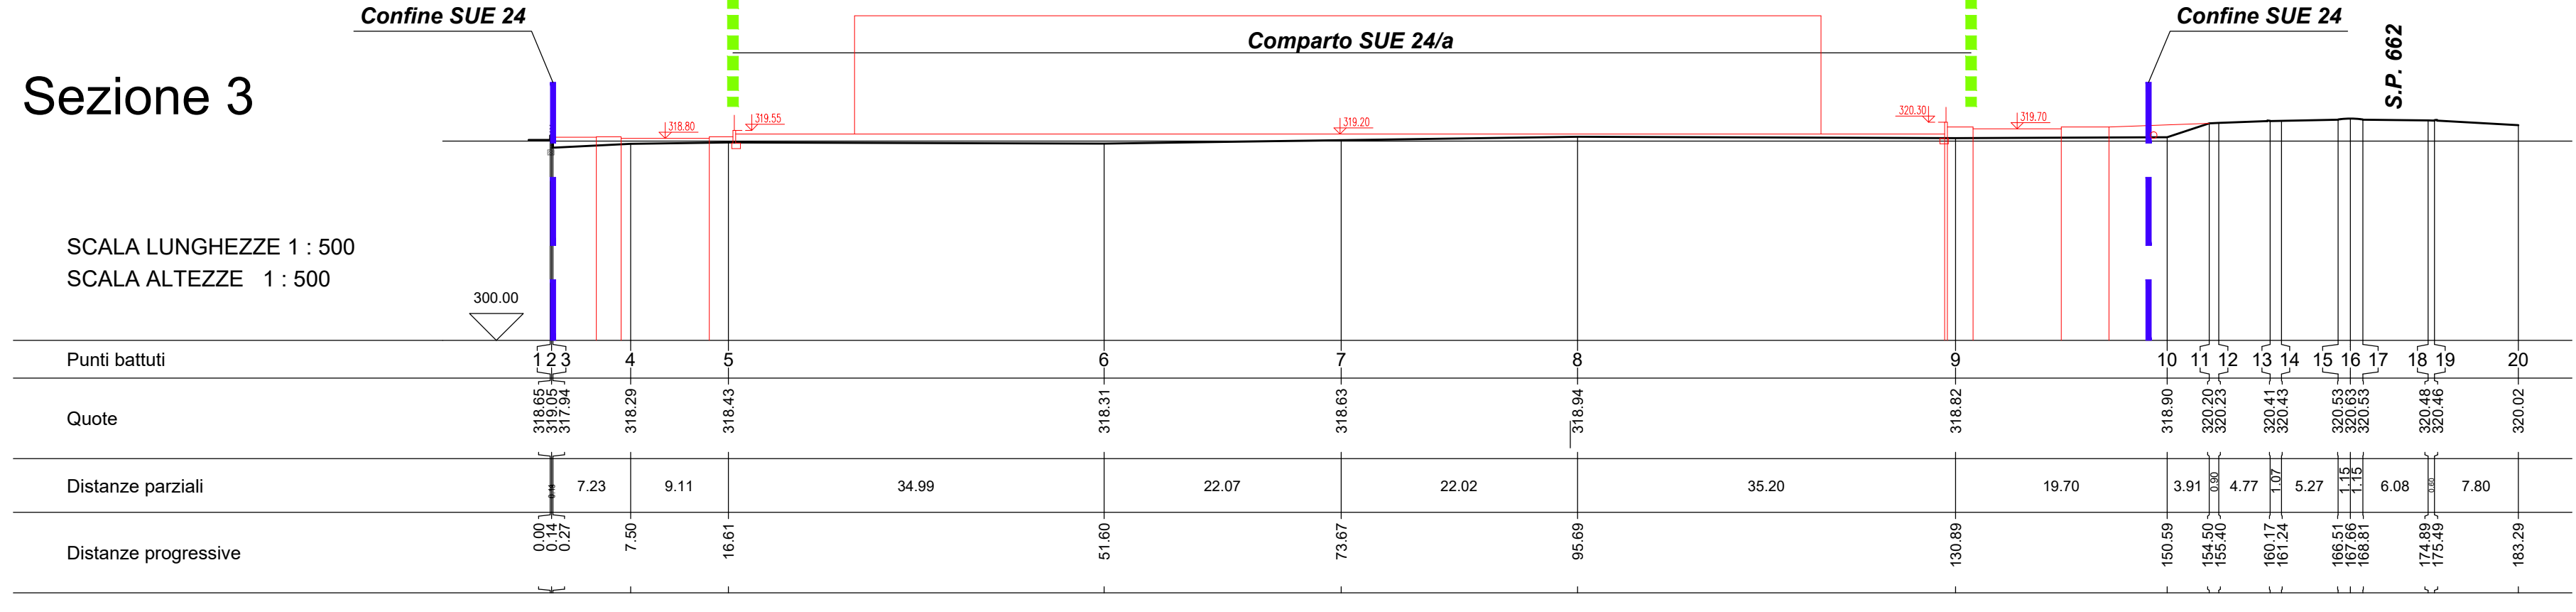 Confine SUE 24
Comparto SUE 24/a
Confine SUE 24
S.P. 662
Sezione 3
318.80
319.55
319.20
320.30
319.70
SCALA LUNGHEZZE 1 : 500
SCALA ALTEZZE 1 : 500
300.00
Punti battuti 1 2 3 4 5 6 7 8 9 10 11 12 13 14 15 16 17 18 19 20
Quote 318.65 319.05 317.94 318.29 318.43 318.31 318.63 318.94 318.82 318.90 320.20 320.23 320.41 320.43 320.53 320.63 320.53 320.48 320.46 320.02
Distanze parziali 7.23 9.11 34.99 22.07 22.02 35.20 19.70 3.91 0.90 4.77 1.07 5.27 1.15 1.15 6.08 0.60 7.80
Distanze progressive 0.00 0.14 0.27 7.50 16.61 51.60 73.67 95.69 130.89 150.59 154.50 155.40 160.17 161.24 166.51 167.66 168.81 174.89 175.49 183.29